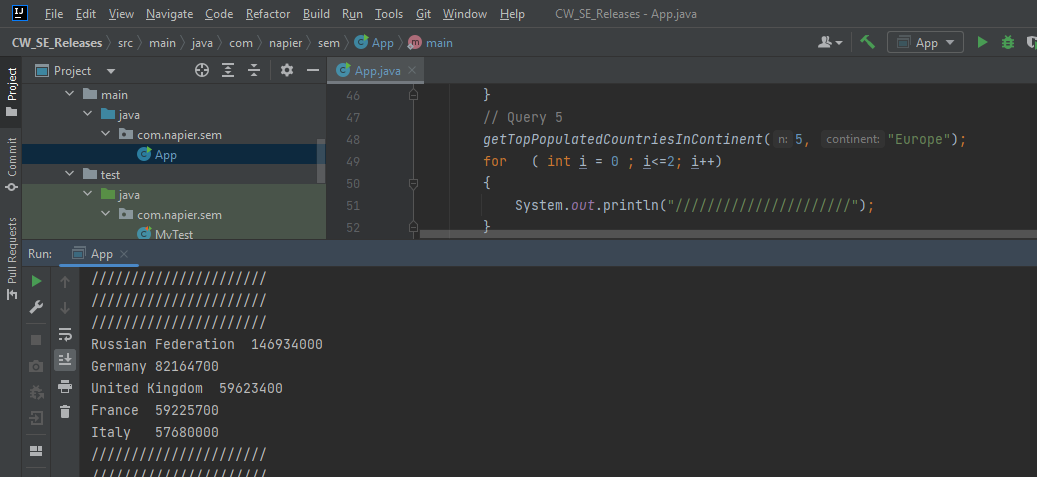 IJ File Edit View Navigate Code Refactor Build Run Tools Git Window Help CW_SE_Releases - App.java
CW_SE_Releases src main java com napier sem App main App
Project
Project
App.java
Commit
Pull Requests
main
java
com.napier.sem
App
test
java
com.napier.sem
MyTest
46 }
47 // Query 5
48 getTopPopulatedCountriesInContinent( n: 5, continent: "Europe");
49 for ( int i = 0 ; i<=2; i++)
50 {
51 System.out.println("//////////////////////");
52 }
Run: App
//////////////////////
//////////////////////
//////////////////////
Russian Federation 146934000
Germany 82164700
United Kingdom 59623400
France 59225700
Italy 57680000
//////////////////////
//////////////////////